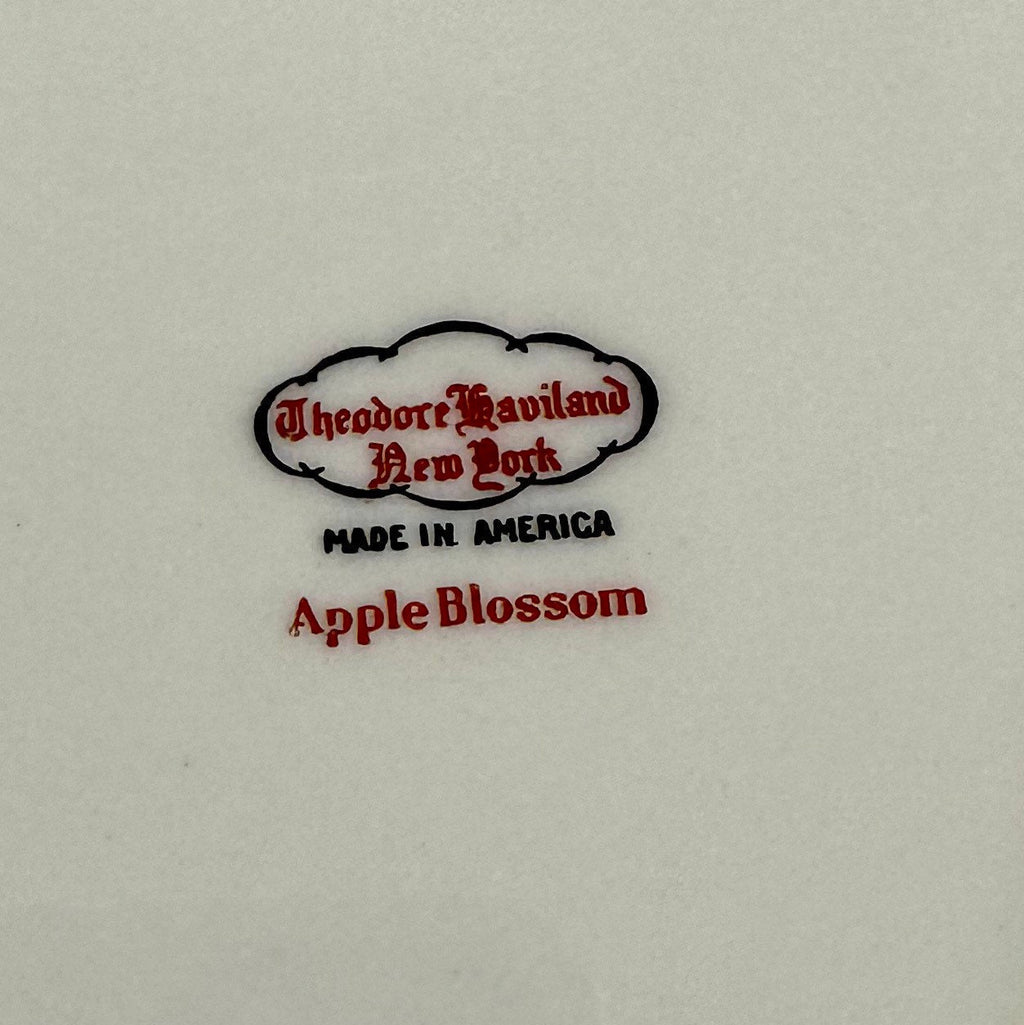 Theodore Haviland
New York
MADE IN AMERICA
Apple Blossom